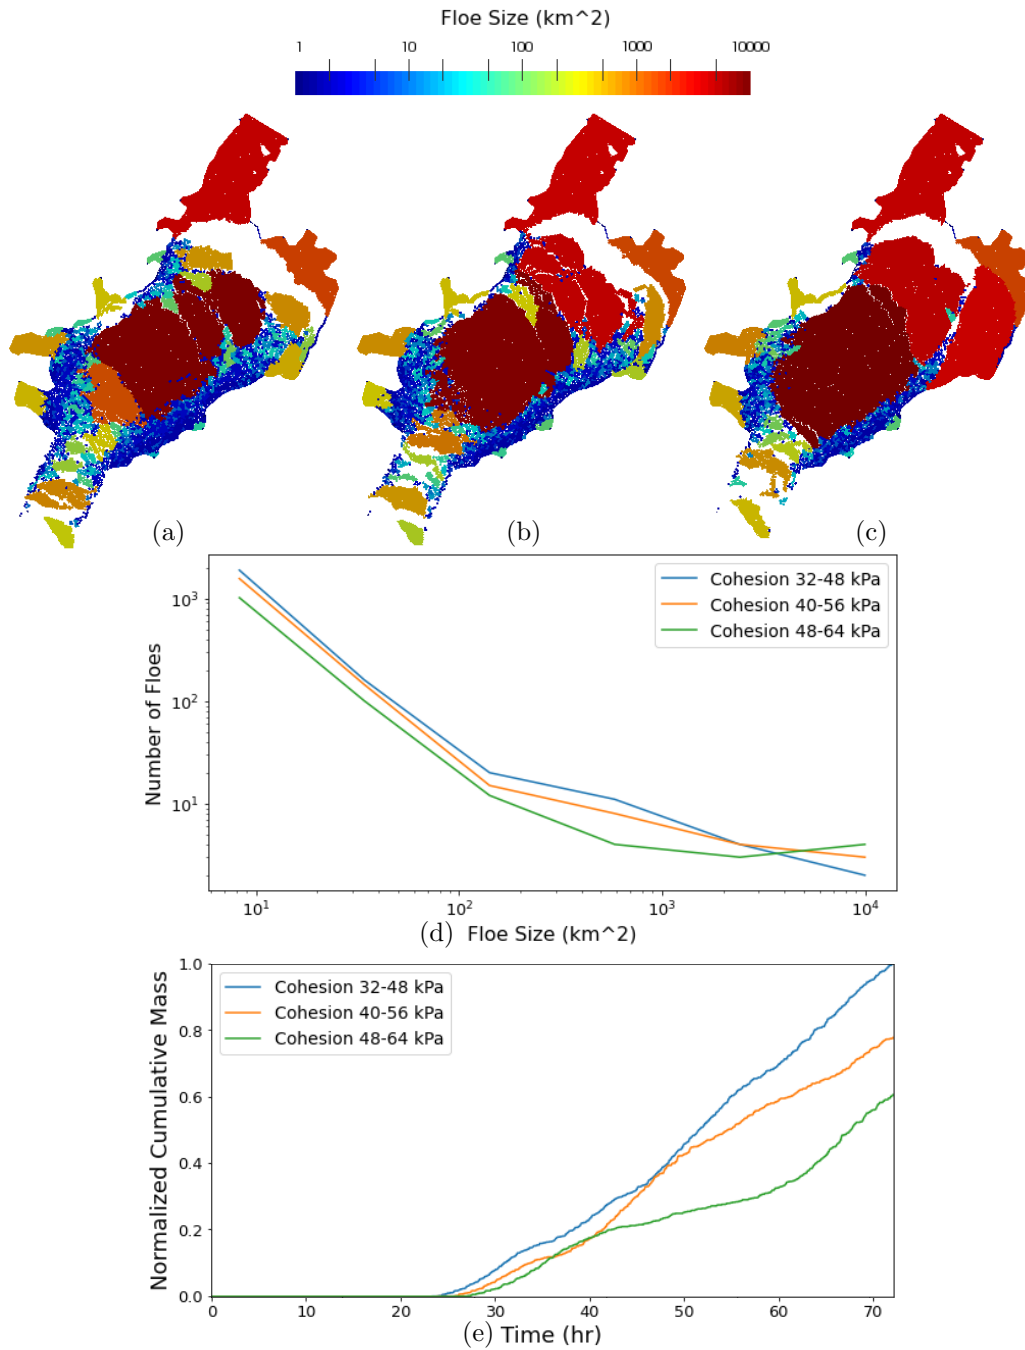 Floe Size (km^2)
1 10 100 1000 10000
(a) (b) (c)
Cohesion 32-48 kPa
Cohesion 40-56 kPa
Cohesion 48-64 kPa
Number of Floes
10^3
10^2
10^1
10^1 10^2 10^3 10^4
(d) Floe Size (km^2)
Cohesion 32-48 kPa
Cohesion 40-56 kPa
Cohesion 48-64 kPa
Normalized Cumulative Mass
1.0
0.8
0.6
0.4
0.2
0.0
0 10 20 30 40 50 60 70
(e) Time (hr)